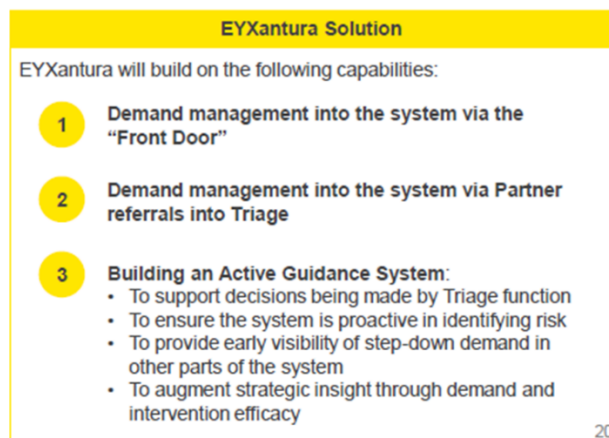 EYXantura Solution
EYXantura will build on the following capabilities:
1
Demand management into the system via the
“Front Door”
2
Demand management into the system via Partner
referrals into Triage
3
Building an Active Guidance System:
• To support decisions being made by Triage function
• To ensure the system is proactive in identifying risk
• To provide early visibility of step-down demand in
other parts of the system
• To augment strategic insight through demand and
intervention efficacy
20